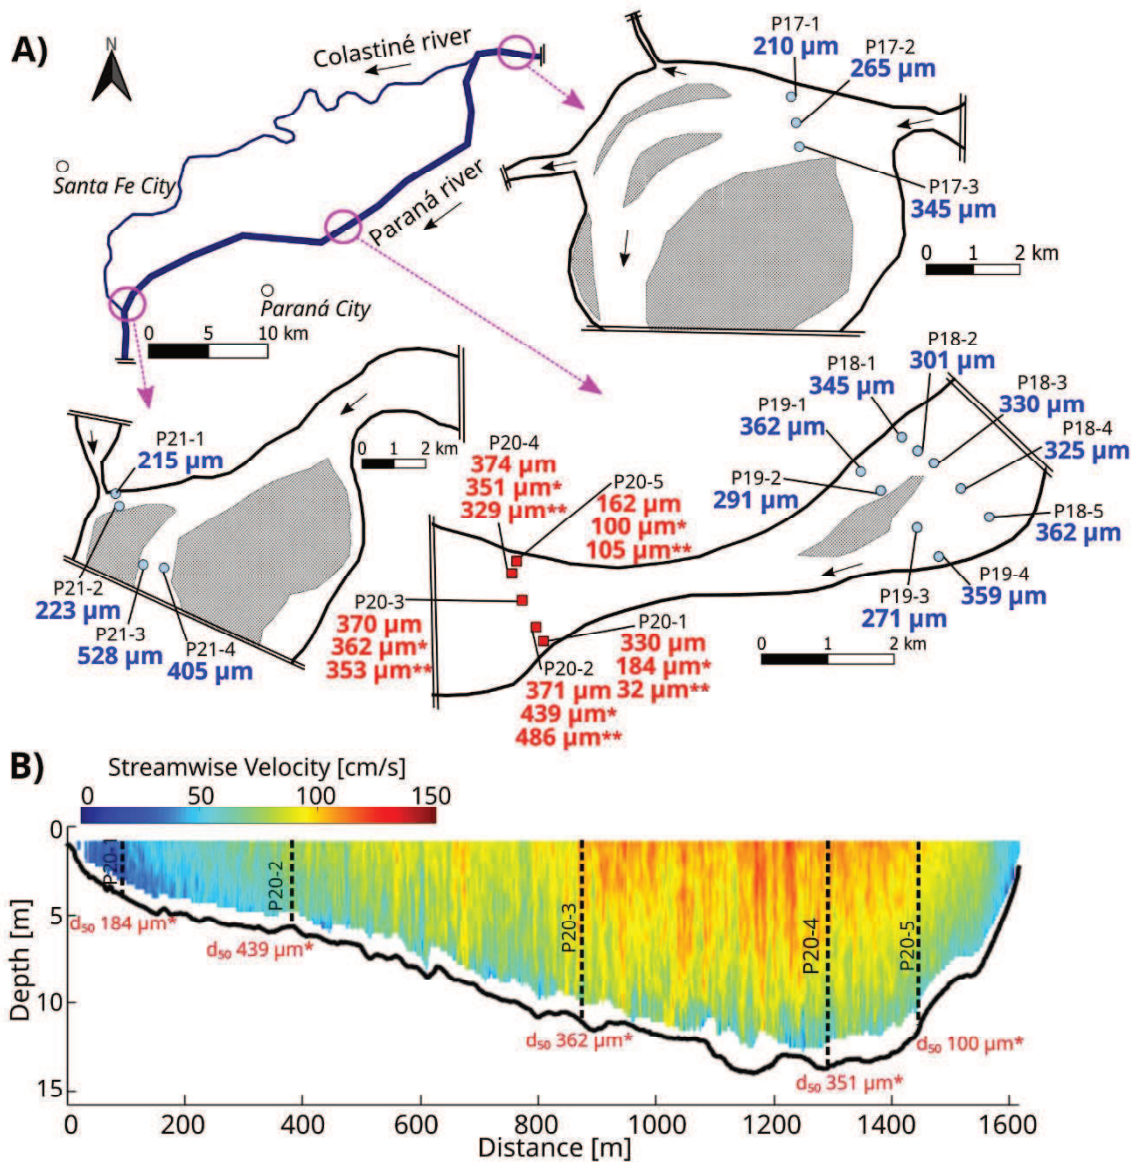 A)
N
Colastiné river
Santa Fe City
Paraná river
Paraná City
0 5 10 km
P17-1
210 µm
P17-2
265 µm
P17-3
345 µm
0 1 2 km
P21-1
215 µm
0 1 2 km
P21-2
223 µm
P21-3
528 µm
P21-4
405 µm
P20-4
374 µm
351 µm*
329 µm**
P20-5
162 µm
100 µm*
105 µm**
P20-3
370 µm
362 µm*
353 µm**
P20-2
371 µm
439 µm*
486 µm**
P20-1
330 µm
184 µm*
32 µm**
P18-2
301 µm
P18-1
345 µm
P18-3
330 µm
P19-1
362 µm
P18-4
325 µm
P19-2
291 µm
P18-5
362 µm
P19-4
359 µm
P19-3
271 µm
0 1 2 km
B)
Streamwise Velocity [cm/s]
0 50 100 150
Depth [m]
0
5
10
15
P20-1
P20-2
P20-3
P20-4
P20-5
d50 184 µm*
d50 439 µm*
d50 362 µm*
d50 351 µm*
d50 100 µm*
0 200 400 600 800 1000 1200 1400 1600
Distance [m]